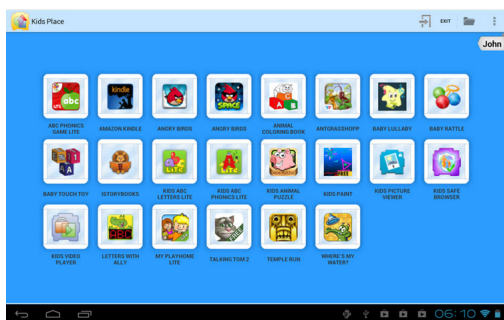 Kids Place
EXIT
John
ABC PHONICS
GAME LITE
AMAZON KINDLE
ANGRY BIRDS
ANGRY BIRDS
ANIMAL
COLORING BOOK
ANTGRASSHOPP
BABY LULLABY
BABY RATTLE
BABY TOUCH TOY
ISTORYBOOKS
KIDS ABC
LETTERS LITE
KIDS ABC
PHONICS LITE
KIDS ANIMAL
PUZZLE
KIDS PAINT
KIDS PICTURE
VIEWER
KIDS SAFE
BROWSER
KIDS VIDEO
PLAYER
LETTERS WITH
ALLY
MY PLAYHOME
LITE
TALKING TOM 2
TEMPLE RUN
WHERE'S MY
WATER?
06:10